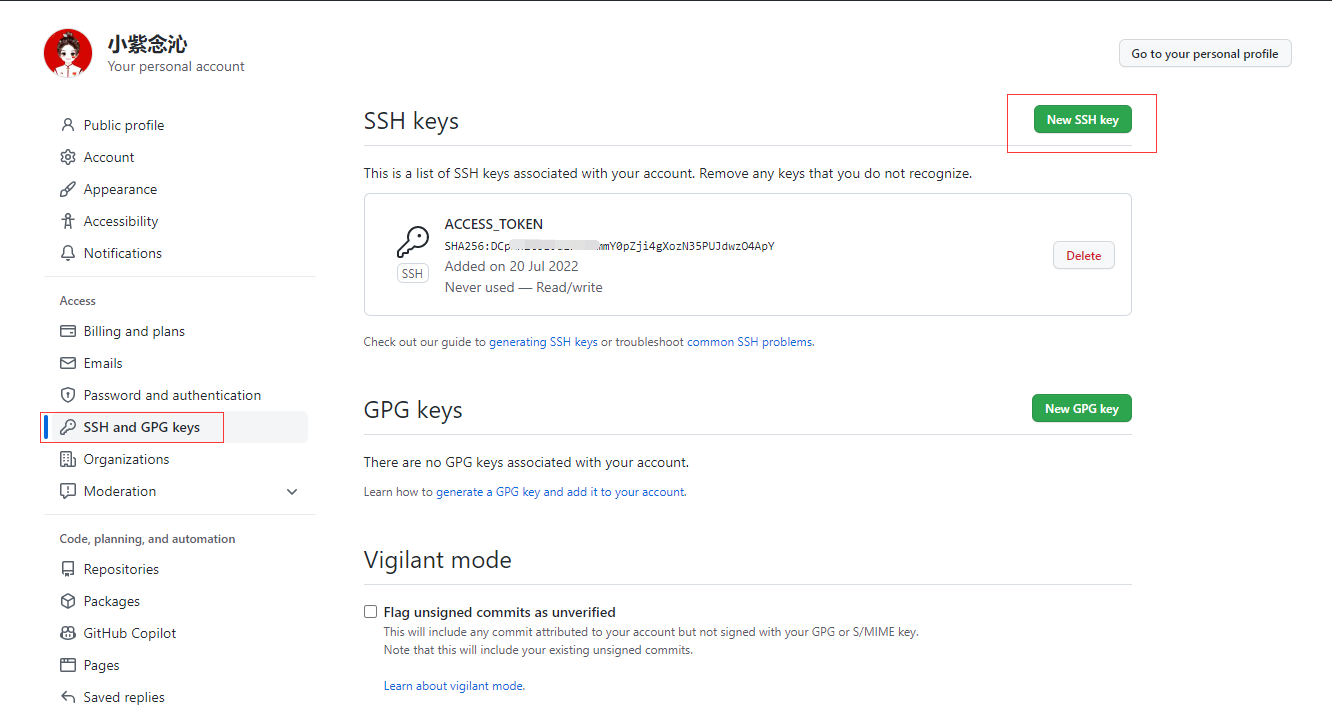 小紫念沁
Your personal account
Go to your personal profile
Public profile
Account
Appearance
Accessibility
Notifications
Access
Billing and plans
Emails
Password and authentication
SSH and GPG keys
Organizations
Moderation
Code, planning, and automation
Repositories
Packages
GitHub Copilot
Pages
Saved replies
SSH keys
New SSH key
This is a list of SSH keys associated with your account. Remove any keys that you do not recognize.
ACCESS_TOKEN
SSH
Added on 20 Jul 2022
Never used — Read/write
Delete
Check out our guide to generating SSH keys or troubleshoot common SSH problems.
GPG keys
New GPG key
There are no GPG keys associated with your account.
Learn how to generate a GPG key and add it to your account.
Vigilant mode
Flag unsigned commits as unverified
This will include any commit attributed to your account but not signed with your GPG or S/MIME key.
Note that this will include your existing unsigned commits.
Learn about vigilant mode.